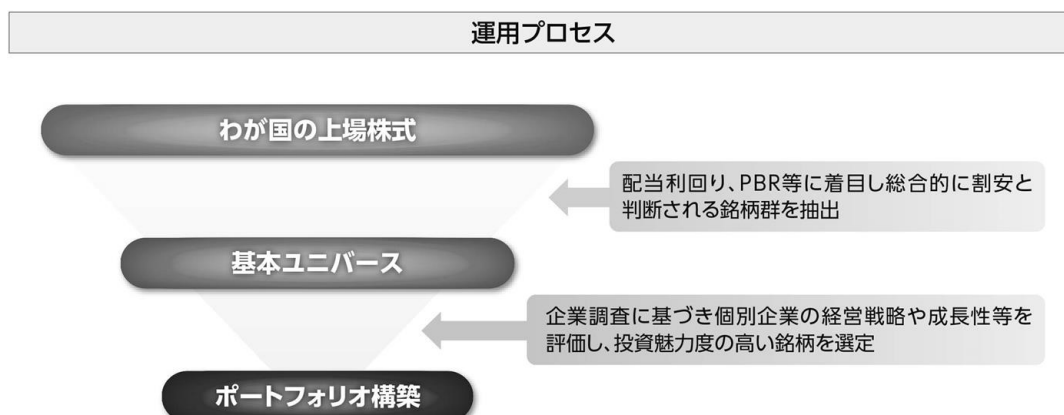 運用プロセス
わが国の上場株式
配当利回り、PBR等に着目し総合的に割安と
判断される銘柄群を抽出
基本ユニバース
企業調査に基づき個別企業の経営戦略や成長性等を
評価し、投資魅力度の高い銘柄を選定
ポートフォリオ構築